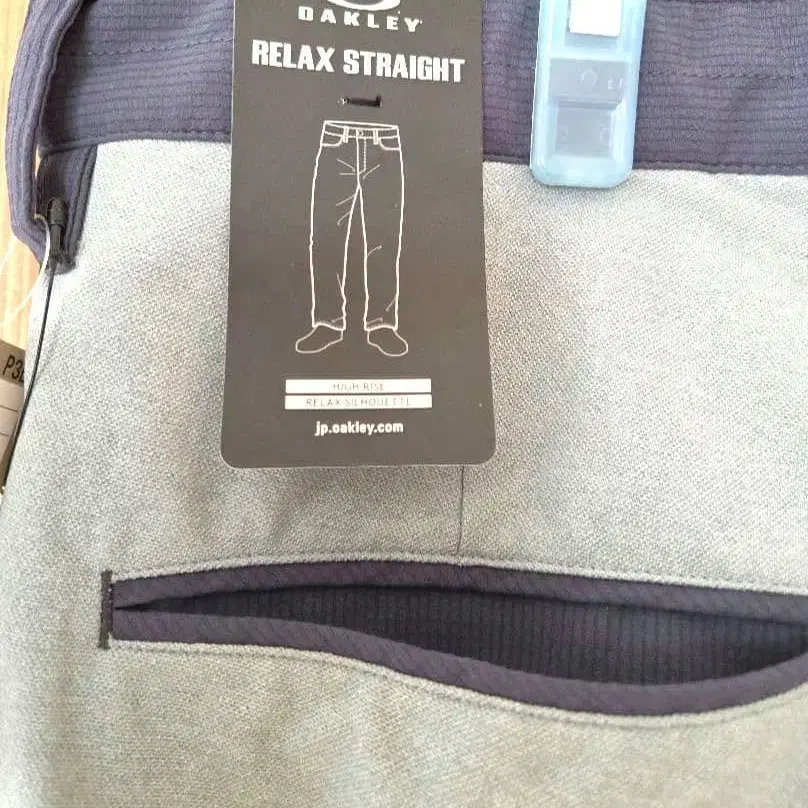 OAKLEY
RELAX STRAIGHT
HIGH RISE
RELAX SILHOUETTE
jp.oakley.com